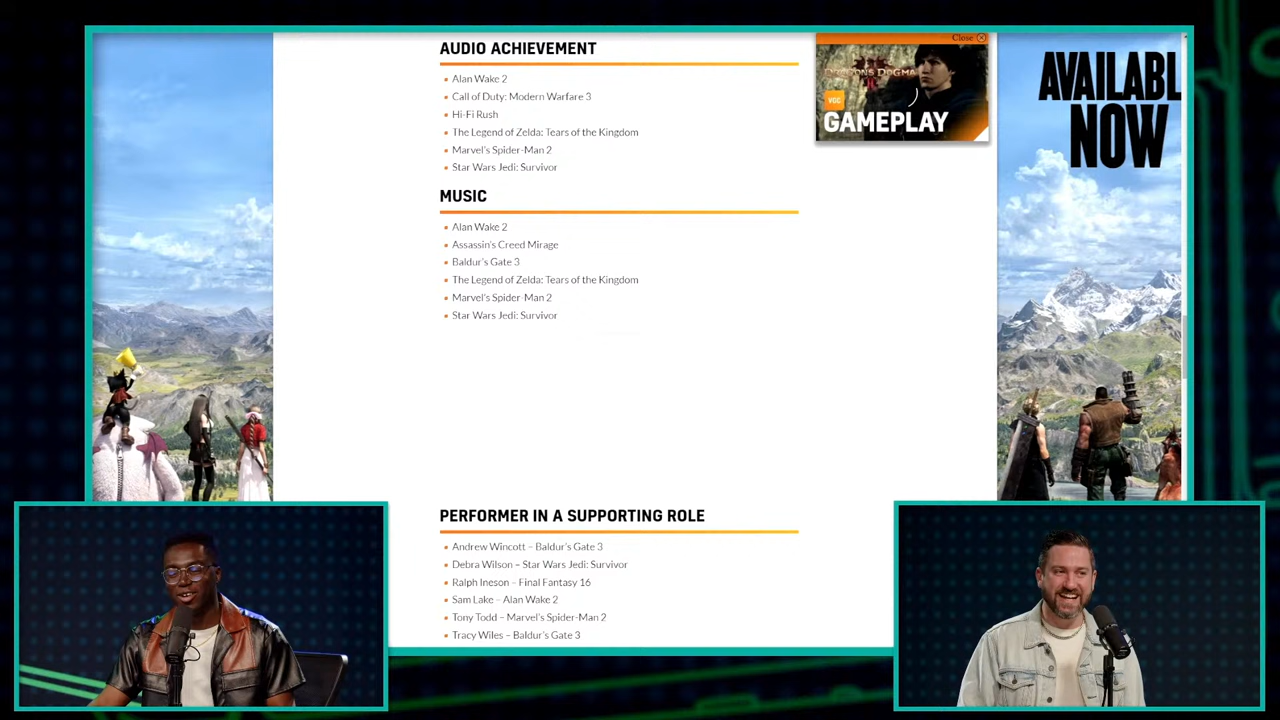 AUDIO ACHIEVEMENT
Alan Wake 2
Call of Duty: Modern Warfare 3
Hi-Fi Rush
The Legend of Zelda: Tears of the Kingdom
Marvel's Spider-Man 2
Star Wars Jedi: Survivor
MUSIC
Alan Wake 2
Assassin's Creed Mirage
Baldur's Gate 3
The Legend of Zelda: Tears of the Kingdom
Marvel's Spider-Man 2
Star Wars Jedi: Survivor
PERFORMER IN A SUPPORTING ROLE
Andrew Wincott – Baldur's Gate 3
Debra Wilson – Star Wars Jedi: Survivor
Ralph Ineson – Final Fantasy 16
Sam Lake – Alan Wake 2
Tony Todd – Marvel's Spider-Man 2
Tracy Wiles – Baldur's Gate 3
Close
DRAGONS DOGMA
VGC
GAMEPLAY
AVAILABL
NOW